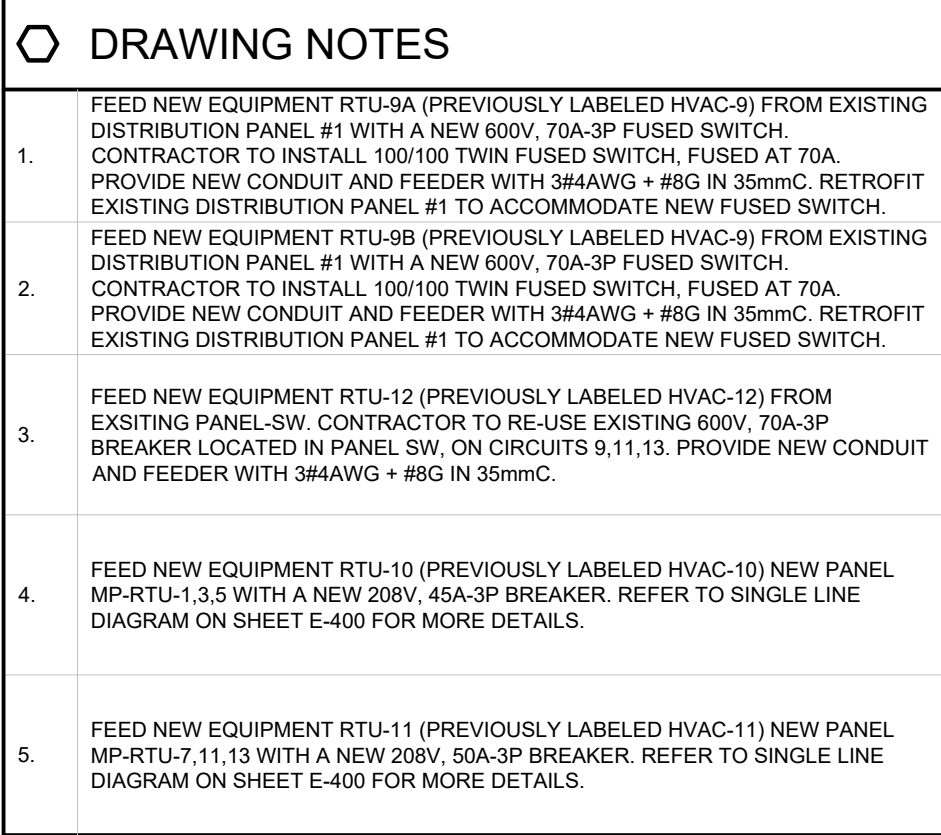 DRAWING NOTES
1.
FEED NEW EQUIPMENT RTU-9A (PREVIOUSLY LABELED HVAC-9) FROM EXISTING
DISTRIBUTION PANEL #1 WITH A NEW 600V, 70A-3P FUSED SWITCH.
CONTRACTOR TO INSTALL 100/100 TWIN FUSED SWITCH, FUSED AT 70A.
PROVIDE NEW CONDUIT AND FEEDER WITH 3#4AWG + #8G IN 35mmC. RETROFIT
EXISTING DISTRIBUTION PANEL #1 TO ACCOMMODATE NEW FUSED SWITCH.
2.
FEED NEW EQUIPMENT RTU-9B (PREVIOUSLY LABELED HVAC-9) FROM EXISTING
DISTRIBUTION PANEL #1 WITH A NEW 600V, 70A-3P FUSED SWITCH.
CONTRACTOR TO INSTALL 100/100 TWIN FUSED SWITCH, FUSED AT 70A.
PROVIDE NEW CONDUIT AND FEEDER WITH 3#4AWG + #8G IN 35mmC. RETROFIT
EXISTING DISTRIBUTION PANEL #1 TO ACCOMMODATE NEW FUSED SWITCH.
3.
FEED NEW EQUIPMENT RTU-12 (PREVIOUSLY LABELED HVAC-12) FROM
EXSITING PANEL-SW. CONTRACTOR TO RE-USE EXISTING 600V, 70A-3P
BREAKER LOCATED IN PANEL SW, ON CIRCUITS 9,11,13. PROVIDE NEW CONDUIT
AND FEEDER WITH 3#4AWG + #8G IN 35mmC.
4.
FEED NEW EQUIPMENT RTU-10 (PREVIOUSLY LABELED HVAC-10) NEW PANEL
MP-RTU-1,3,5 WITH A NEW 208V, 45A-3P BREAKER. REFER TO SINGLE LINE
DIAGRAM ON SHEET E-400 FOR MORE DETAILS.
5.
FEED NEW EQUIPMENT RTU-11 (PREVIOUSLY LABELED HVAC-11) NEW PANEL
MP-RTU-7,11,13 WITH A NEW 208V, 50A-3P BREAKER. REFER TO SINGLE LINE
DIAGRAM ON SHEET E-400 FOR MORE DETAILS.